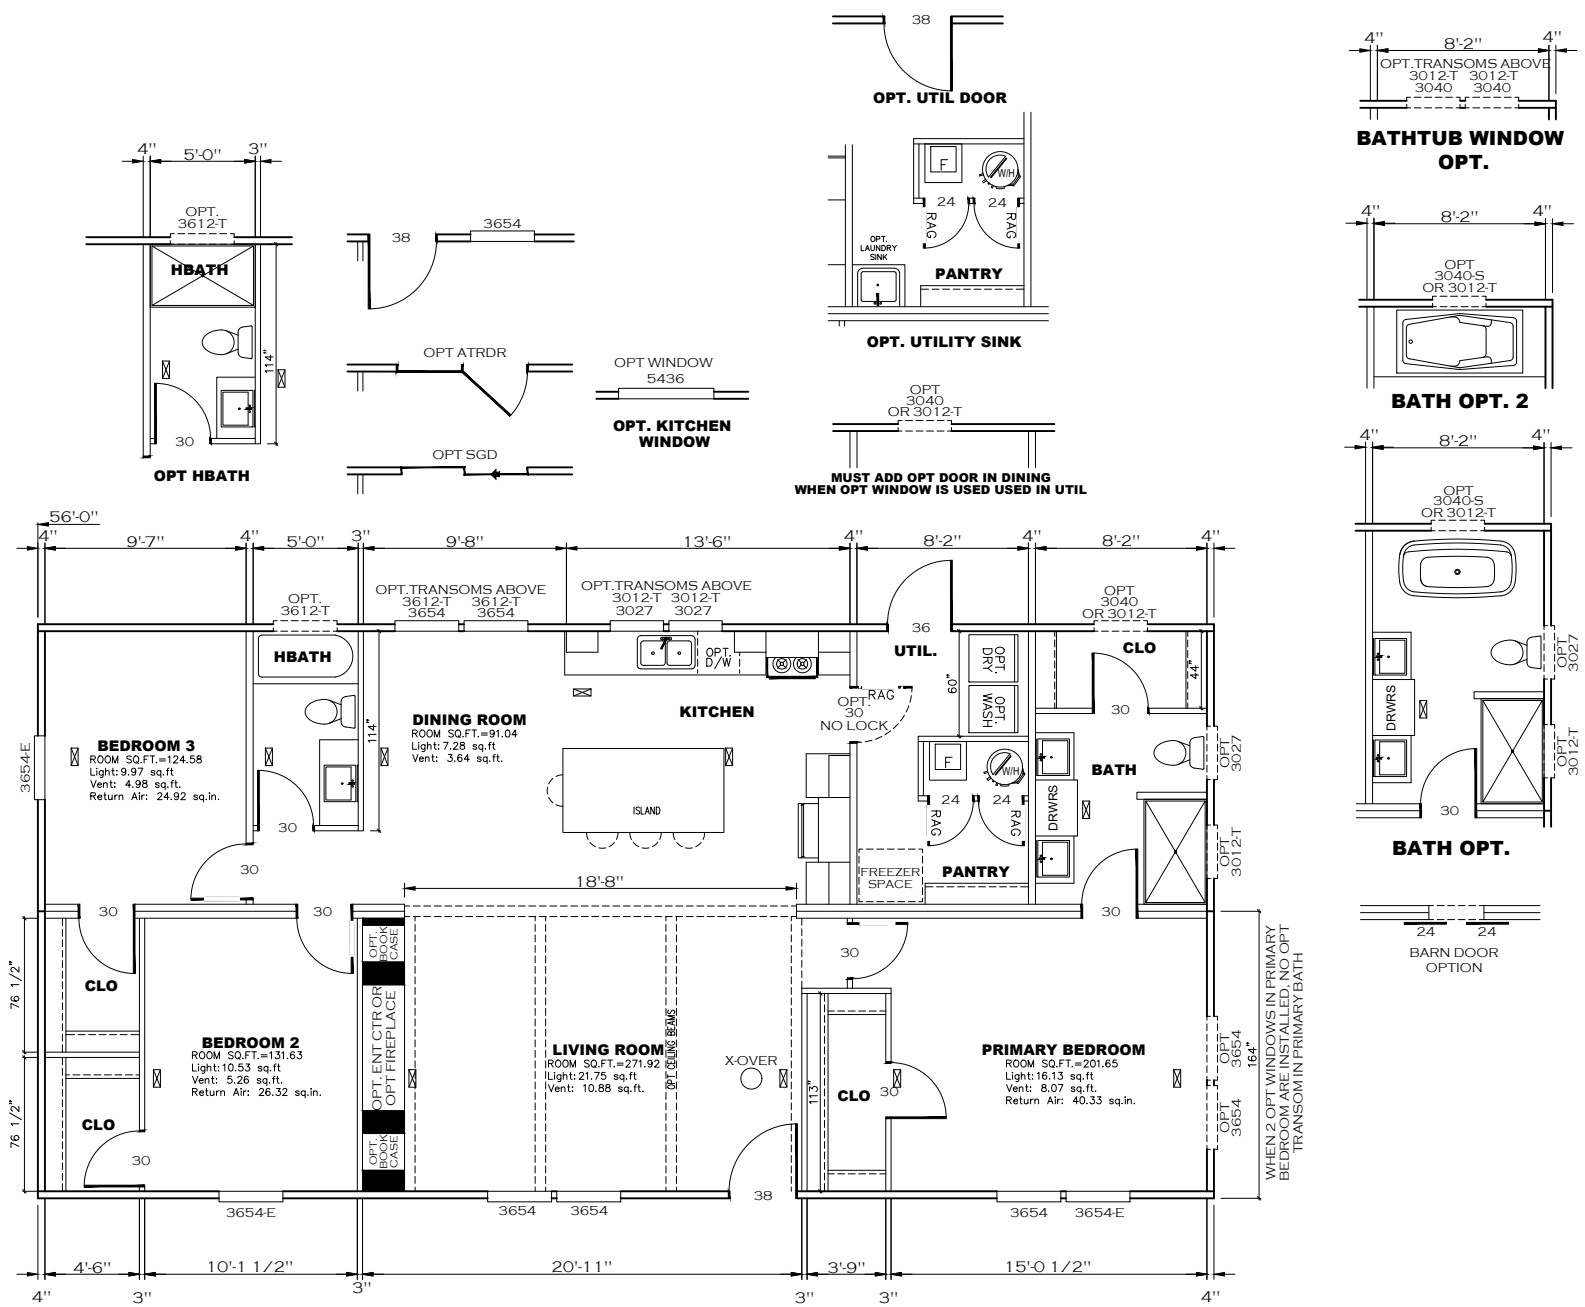 38
OPT. UTIL DOOR
4"
8'-2"
4"
OPT.TRANSOMS ABOVE
3012-T 3012-T
3040 3040
BATHTUB WINDOW
OPT.
4"
5'-0"
3"
OPT.
3612-T
HBATH
114"
30
OPT HBATH
38
3654
OPT ATRDR
OPT SGD
OPT WINDOW
5436
OPT. KITCHEN
WINDOW
F
W/H
24
24
RAG
RAG
OPT.
LAUNDRY
SINK
PANTRY
OPT. UTILITY SINK
OPT
3040
OR 3012-T
MUST ADD OPT DOOR IN DINING
WHEN OPT WINDOW IS USED USED IN UTIL
4"
8'-2"
4"
OPT
3040-S
OR 3012-T
BATH OPT. 2
4"
8'-2"
4"
OPT
3040-S
OR 3012-T
OPT
3027
DRWRS
OPT
3012-T
30
BATH OPT.
24
24
BARN DOOR
OPTION
56'-0"
4"
9'-7"
4"
5'-0"
3"
9'-8"
13'-6"
4"
8'-2"
4"
8'-2"
4"
OPT.
3612-T
OPT.TRANSOMS ABOVE
3612-T 3612-T
3654 3654
OPT.TRANSOMS ABOVE
3012-T 3012-T
3027 3027
36
OPT
3040
OR 3012-T
HBATH
OPT.
D/W
UTIL.
OPT.
DRY
OPT.
WASH
60"
CLO
44"
30
KITCHEN
RAG
OPT.
30
NO LOCK
DINING ROOM
ROOM SQ.FT.=91.04
Light: 7.28 sq.ft
Vent: 3.64 sq.ft.
114"
BEDROOM 3
ROOM SQ.FT.=124.58
Light: 9.97 sq.ft
Vent: 4.98 sq.ft.
Return Air: 24.92 sq.in.
3654-E
30
30
ISLAND
F
W/H
24
24
RAG
RAG
FREEZER
SPACE
PANTRY
BATH
DRWRS
OPT
3027
OPT
3012-T
18'-8"
30
30
30
30
76 1/2"
CLO
OPT.
BOOK
CASE
OPT. ENT CTR OR
OPT FIREPLACE
OPT.
BOOK
CASE
BEDROOM 2
ROOM SQ.FT.=131.63
Light: 10.53 sq.ft
Vent: 5.26 sq.ft.
Return Air: 26.32 sq.in.
76 1/2"
CLO
30
LIVING ROOM
ROOM SQ.FT.=271.92
Light: 21.75 sq.ft
Vent: 10.88 sq.ft.
OPT CEILING BEAMS
X-OVER
113"
CLO
30
PRIMARY BEDROOM
ROOM SQ.FT.=201.65
Light: 16.13 sq.ft
Vent: 8.07 sq.ft.
Return Air: 40.33 sq.in.
OPT
3654
OPT
3654
164"
WHEN 2 OPT WINDOWS IN PRIMARY
BEDROOM ARE INSTALLED, NO OPT
TRANSOM IN PRIMARY BATH
3654-E
3654
3654
38
3654
3654-E
4'-6"
10'-1 1/2"
20'-11"
3'-9"
15'-0 1/2"
4"
3"
3"
3"
3"
4"